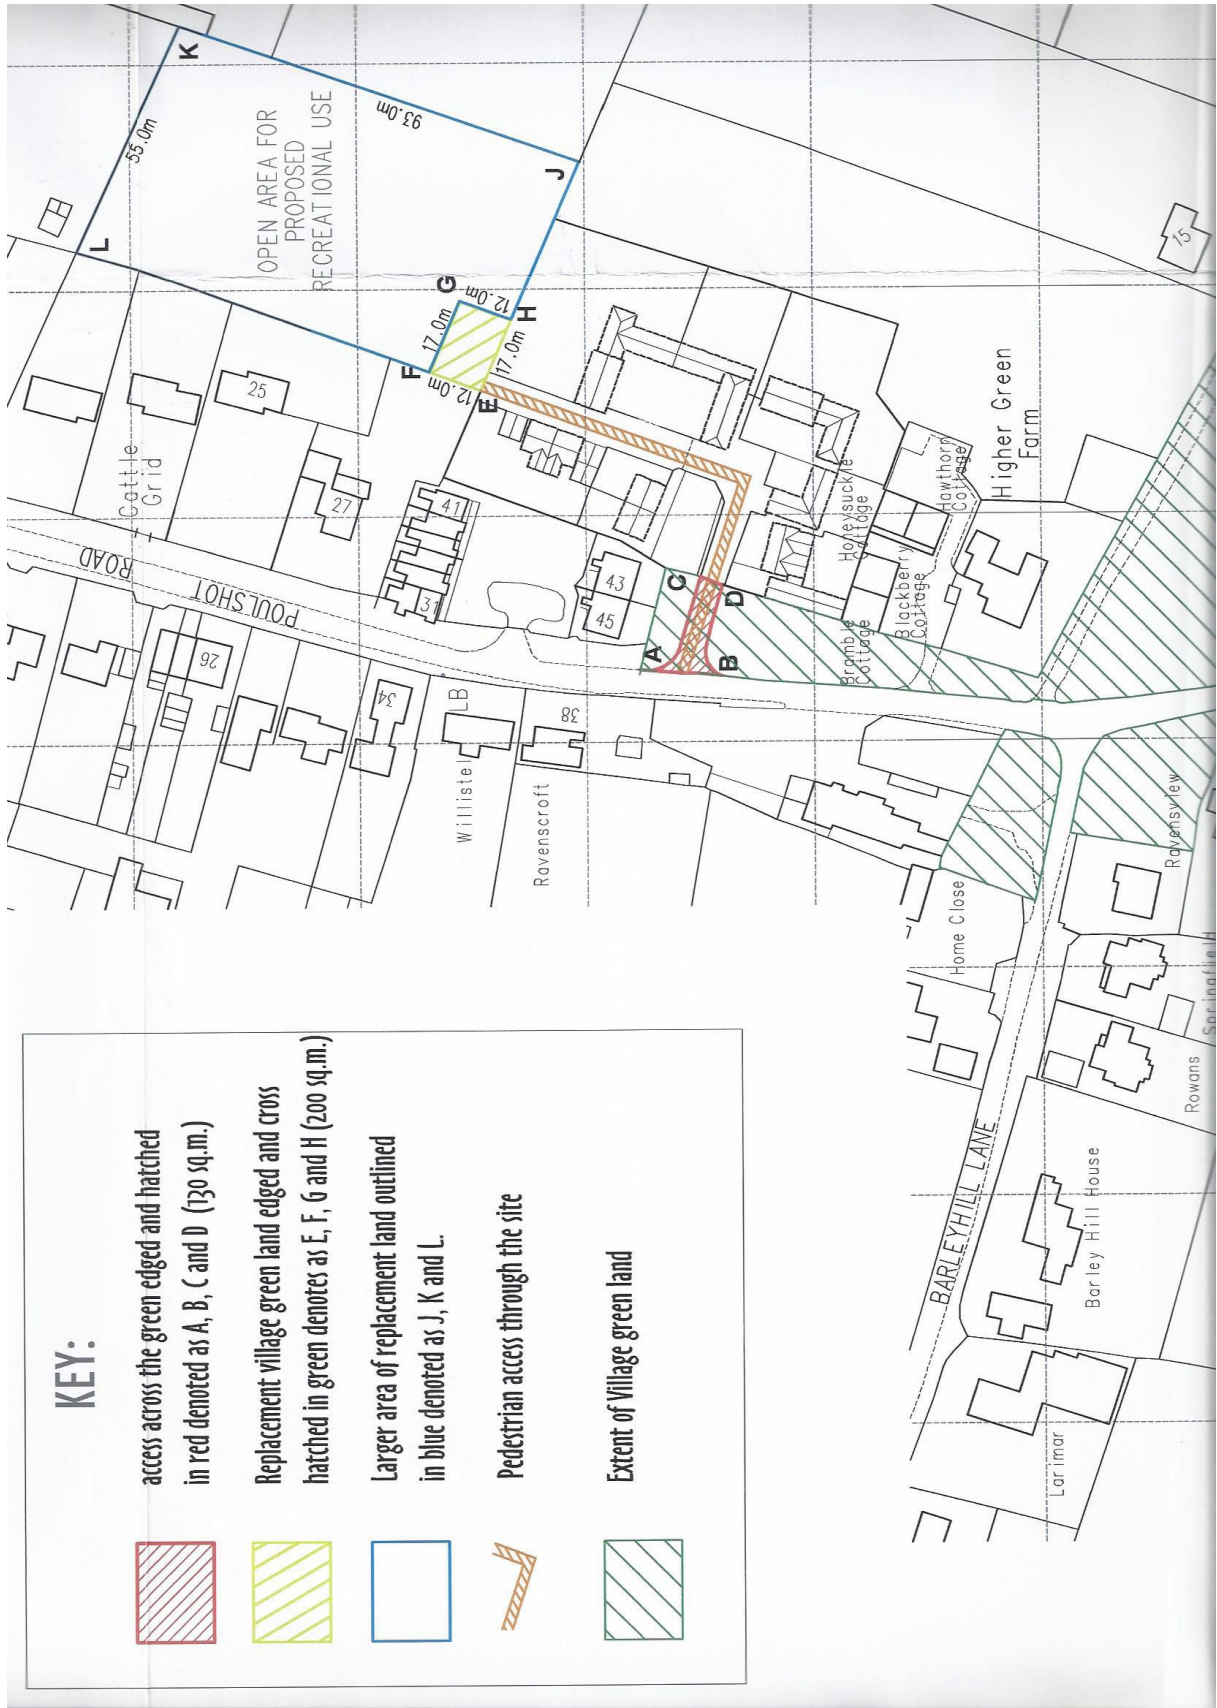 KEY:
access across the green edged and hatched
in red denoted as A, B, C and D (130 sq.m.)
Replacement village green land edged and cross
hatched in green denotes as E, F, G and H (200 sq.m.)
Larger area of replacement land outlined
in blue denoted as J, K and L.
Pedestrian access through the site
Extent of Village green land
L
55.0m
K
93.0m
OPEN AREA FOR
PROPOSED
RECREATIONAL USE
J
G
F
17.0m
12.0m
12.0m
17.0m
H
E
Cattle
Grid
25
27
POULSHOT
ROAD
41
31
43
45
26
34
LB
38
Willistel
Ravenscroft
A
B
C
D
Honeysuckle
Cottage
Bramble
Cottage
Blackberry
Cottage
Hawthorn
Cottage
Higher Green
Farm
15
Home Close
Ravensview
Springfield
Rowans
BARLEYHILL LANE
Barley Hill House
Larimar